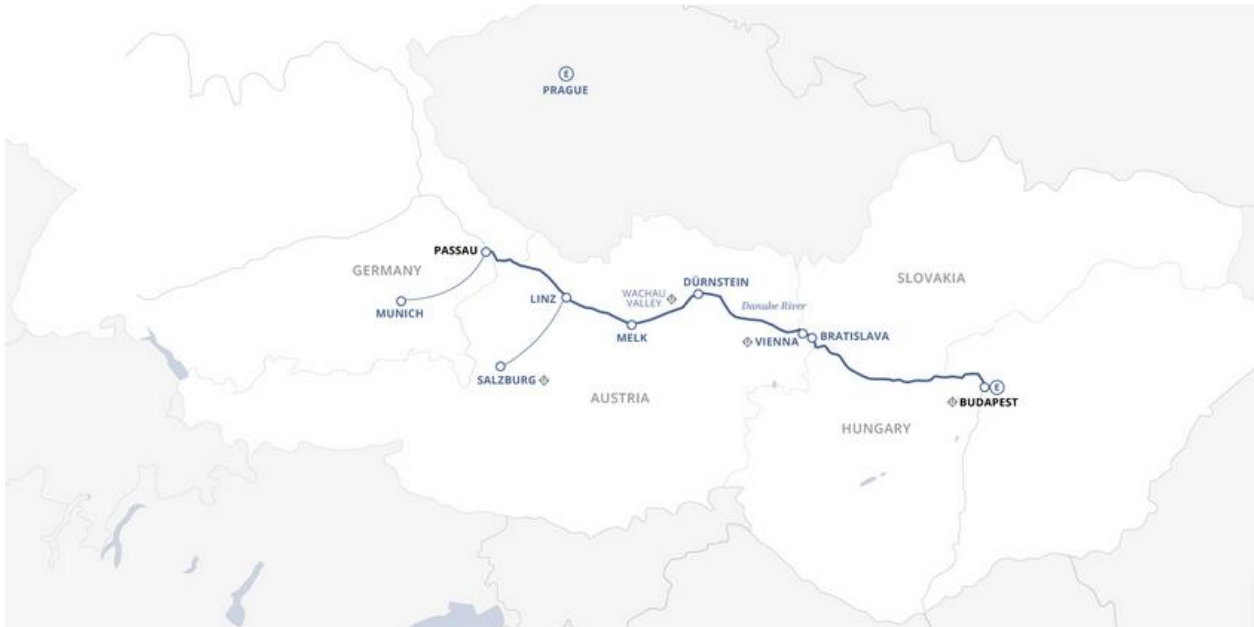 E
PRAGUE
PASSAU
GERMANY
MUNICH
LINZ
SALZBURG
MELK
WACHAU
VALLEY
DÜRNSTEIN
Danube River
VIENNA
BRATISLAVA
SLOVAKIA
AUSTRIA
HUNGARY
E
BUDAPEST